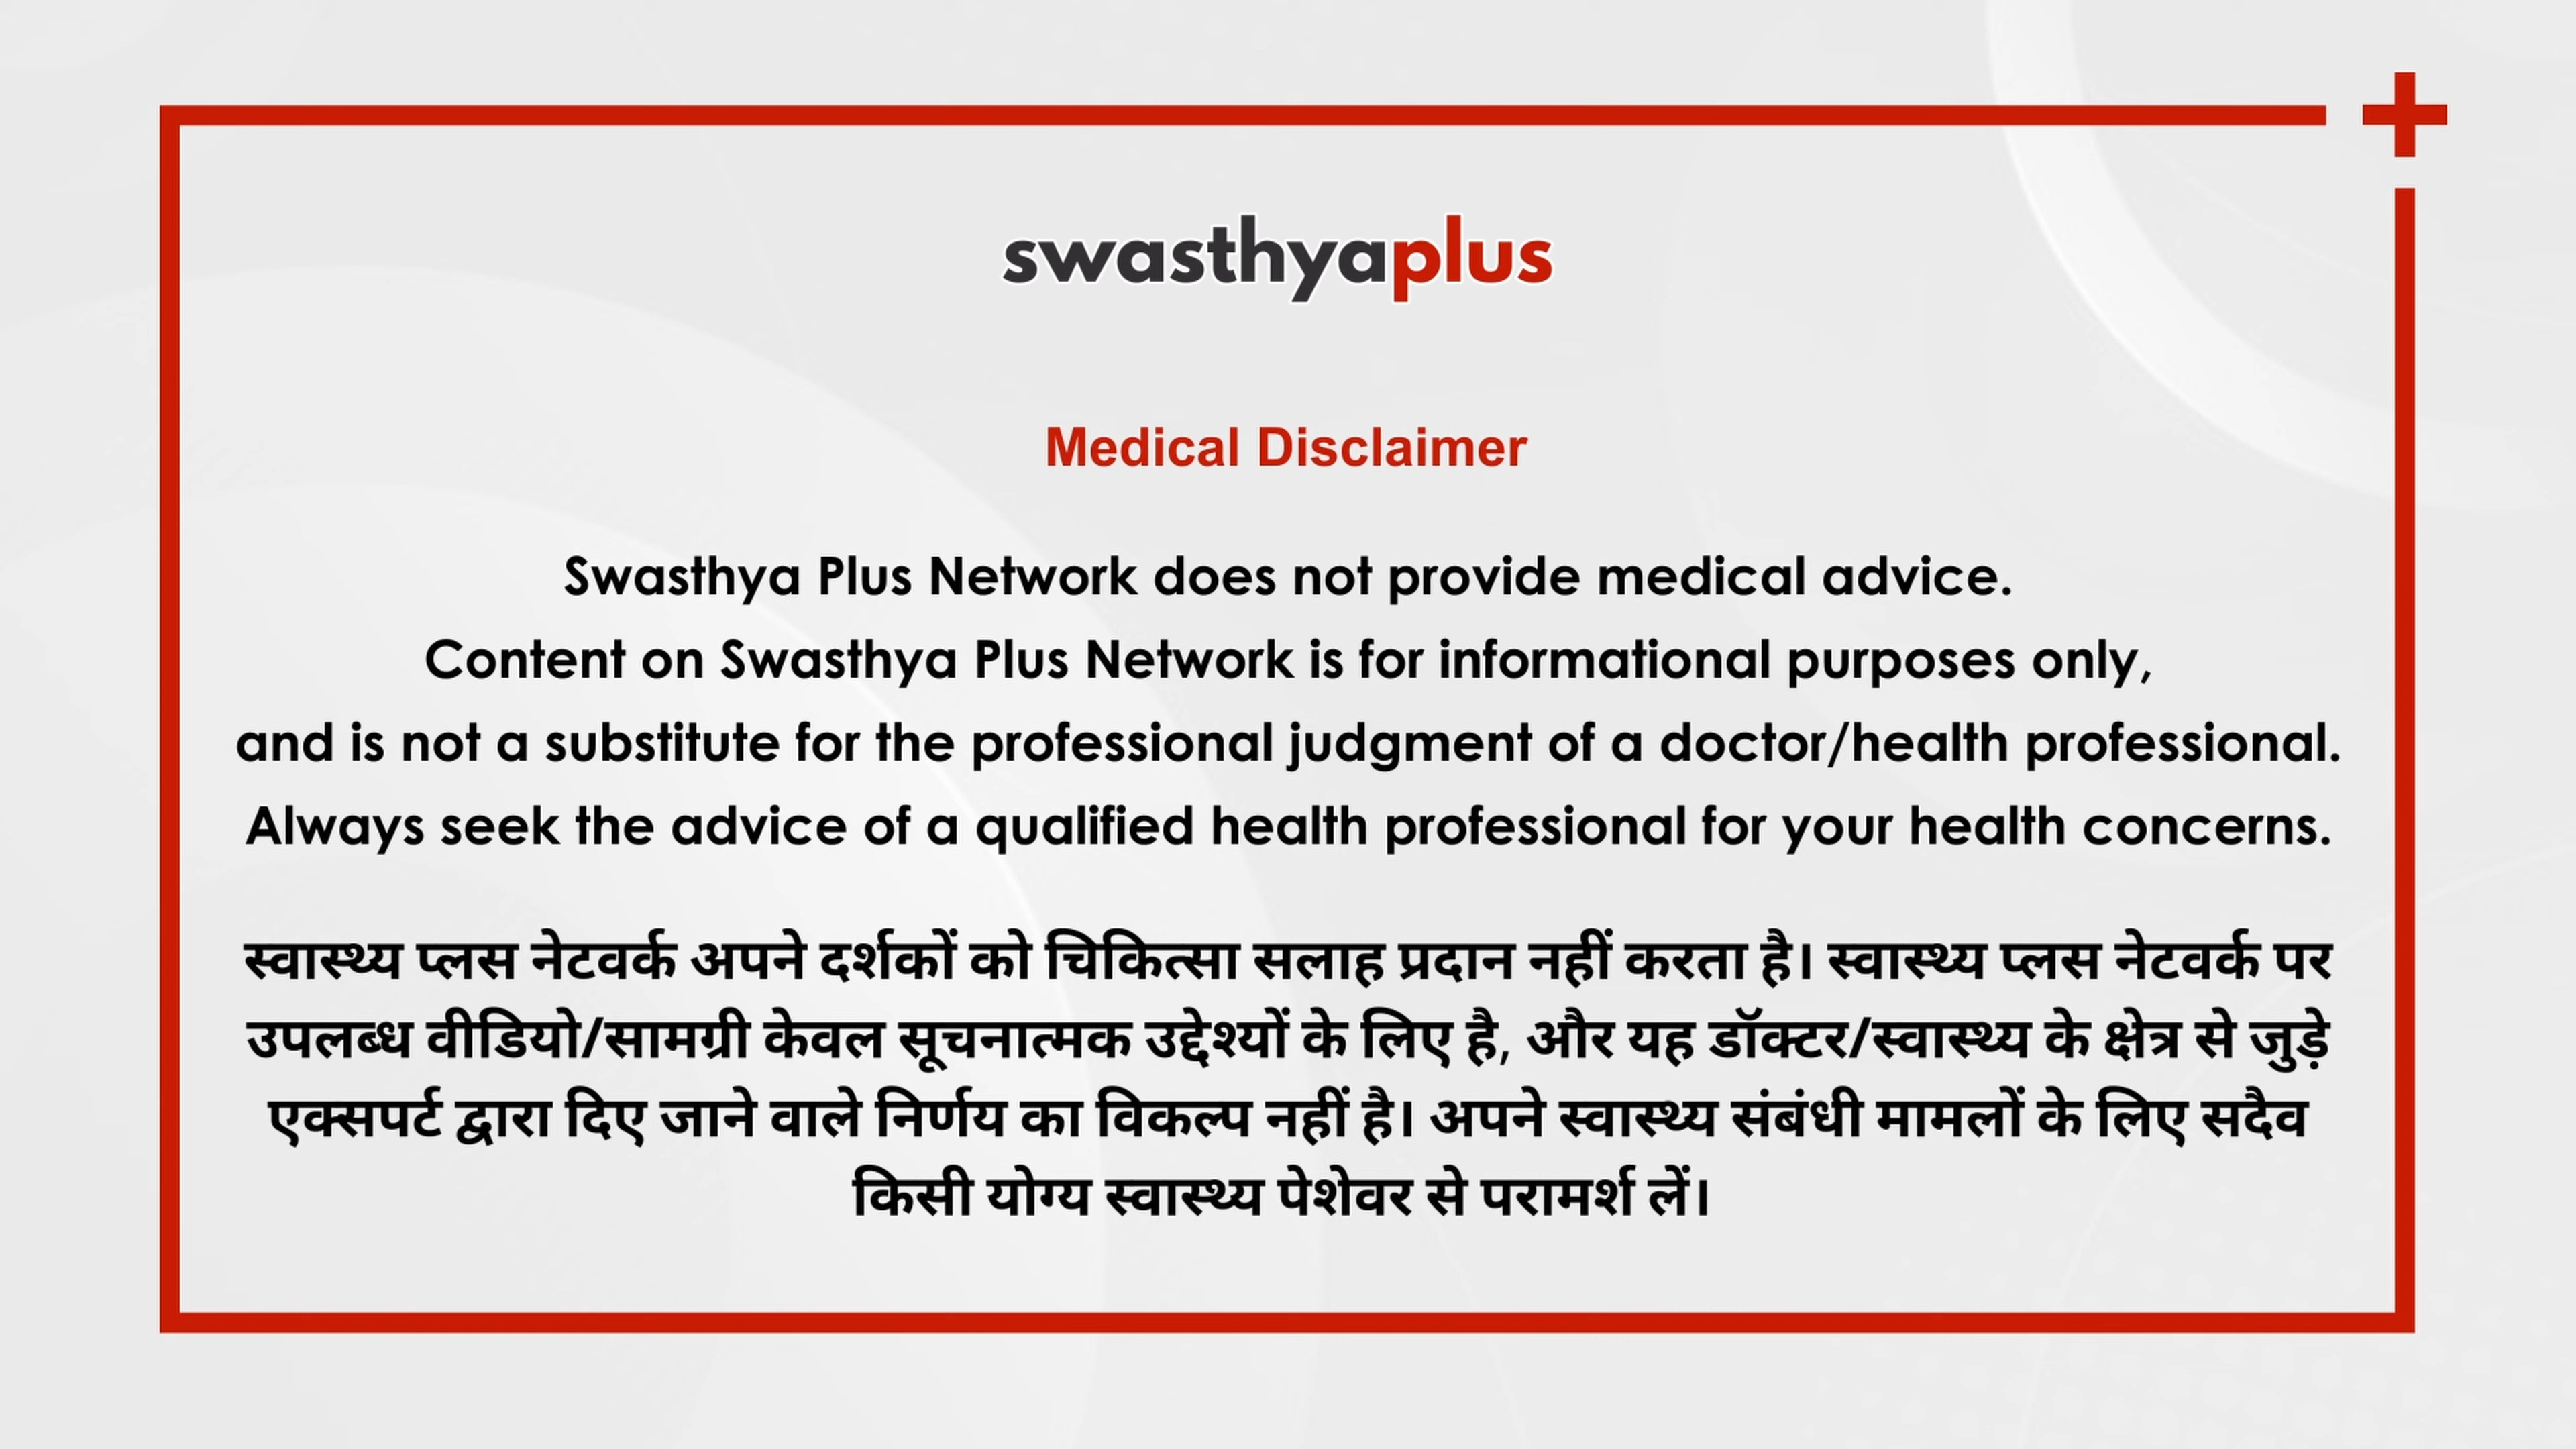 swasthyaplus
Medical Disclaimer
Swasthya Plus Network does not provide medical advice.
Content on Swasthya Plus Network is for informational purposes only,
and is not a substitute for the professional judgment of a doctor/health professional.
Always seek the advice of a qualified health professional for your health concerns.
स्वास्थ्य प्लस नेटवर्क अपने दर्शकों को चिकित्सा सलाह प्रदान नहीं करता है। स्वास्थ्य प्लस नेटवर्क पर
उपलब्ध वीडियो/सामग्री केवल सूचनात्मक उद्देश्यों के लिए है, और यह डॉक्टर/स्वास्थ्य के क्षेत्र से जुड़े
एक्सपर्ट द्वारा दिए जाने वाले निर्णय का विकल्प नहीं है। अपने स्वास्थ्य संबंधी मामलों के लिए सदैव
किसी योग्य स्वास्थ्य पेशेवर से परामर्श लें।